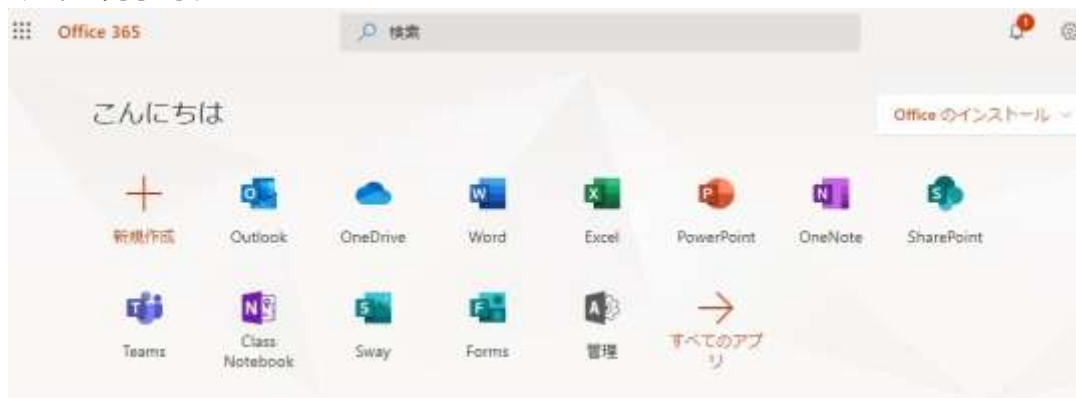 Office 365
検索
こんにちは
Office のインストール
新規作成
Outlook
OneDrive
Word
Excel
PowerPoint
OneNote
SharePoint
Teams
Class
Notebook
Sway
Forms
管理
すべてのアプ
リ